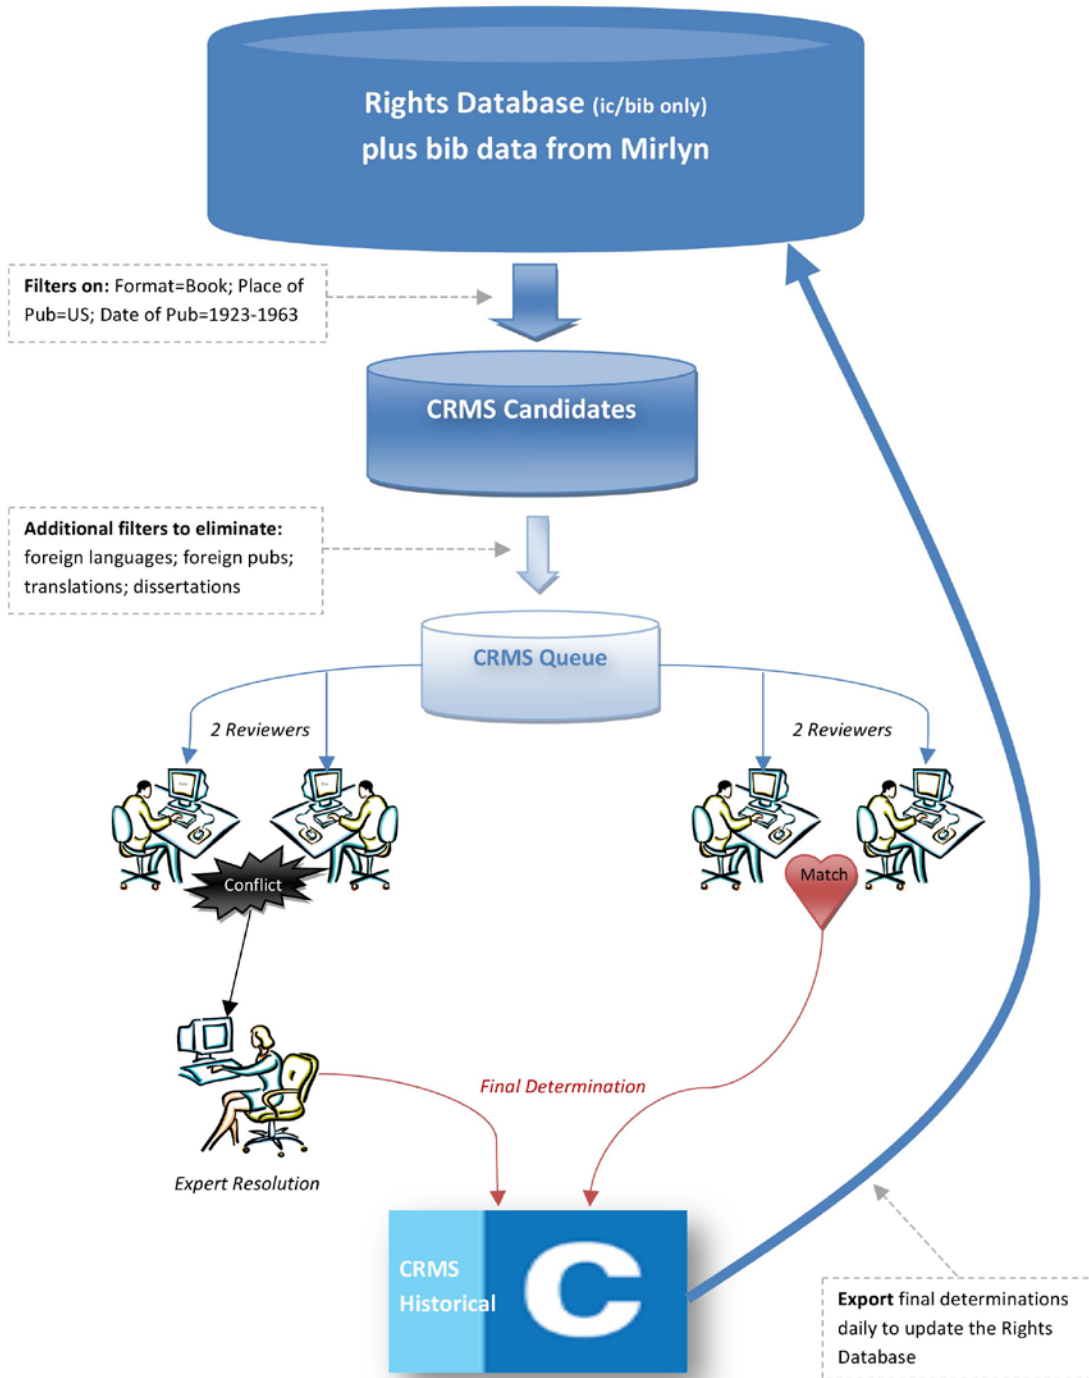 Rights Database (ic/bib only)
plus bib data from Mirlyn
Filters on: Format=Book; Place of
Pub=US; Date of Pub=1923-1963
CRMS Candidates
Additional filters to eliminate:
foreign languages; foreign pubs;
translations; dissertations
CRMS Queue
2 Reviewers
2 Reviewers
Conflict
Match
Final Determination
Expert Resolution
CRMS
Historical
C
Export final determinations
daily to update the Rights
Database